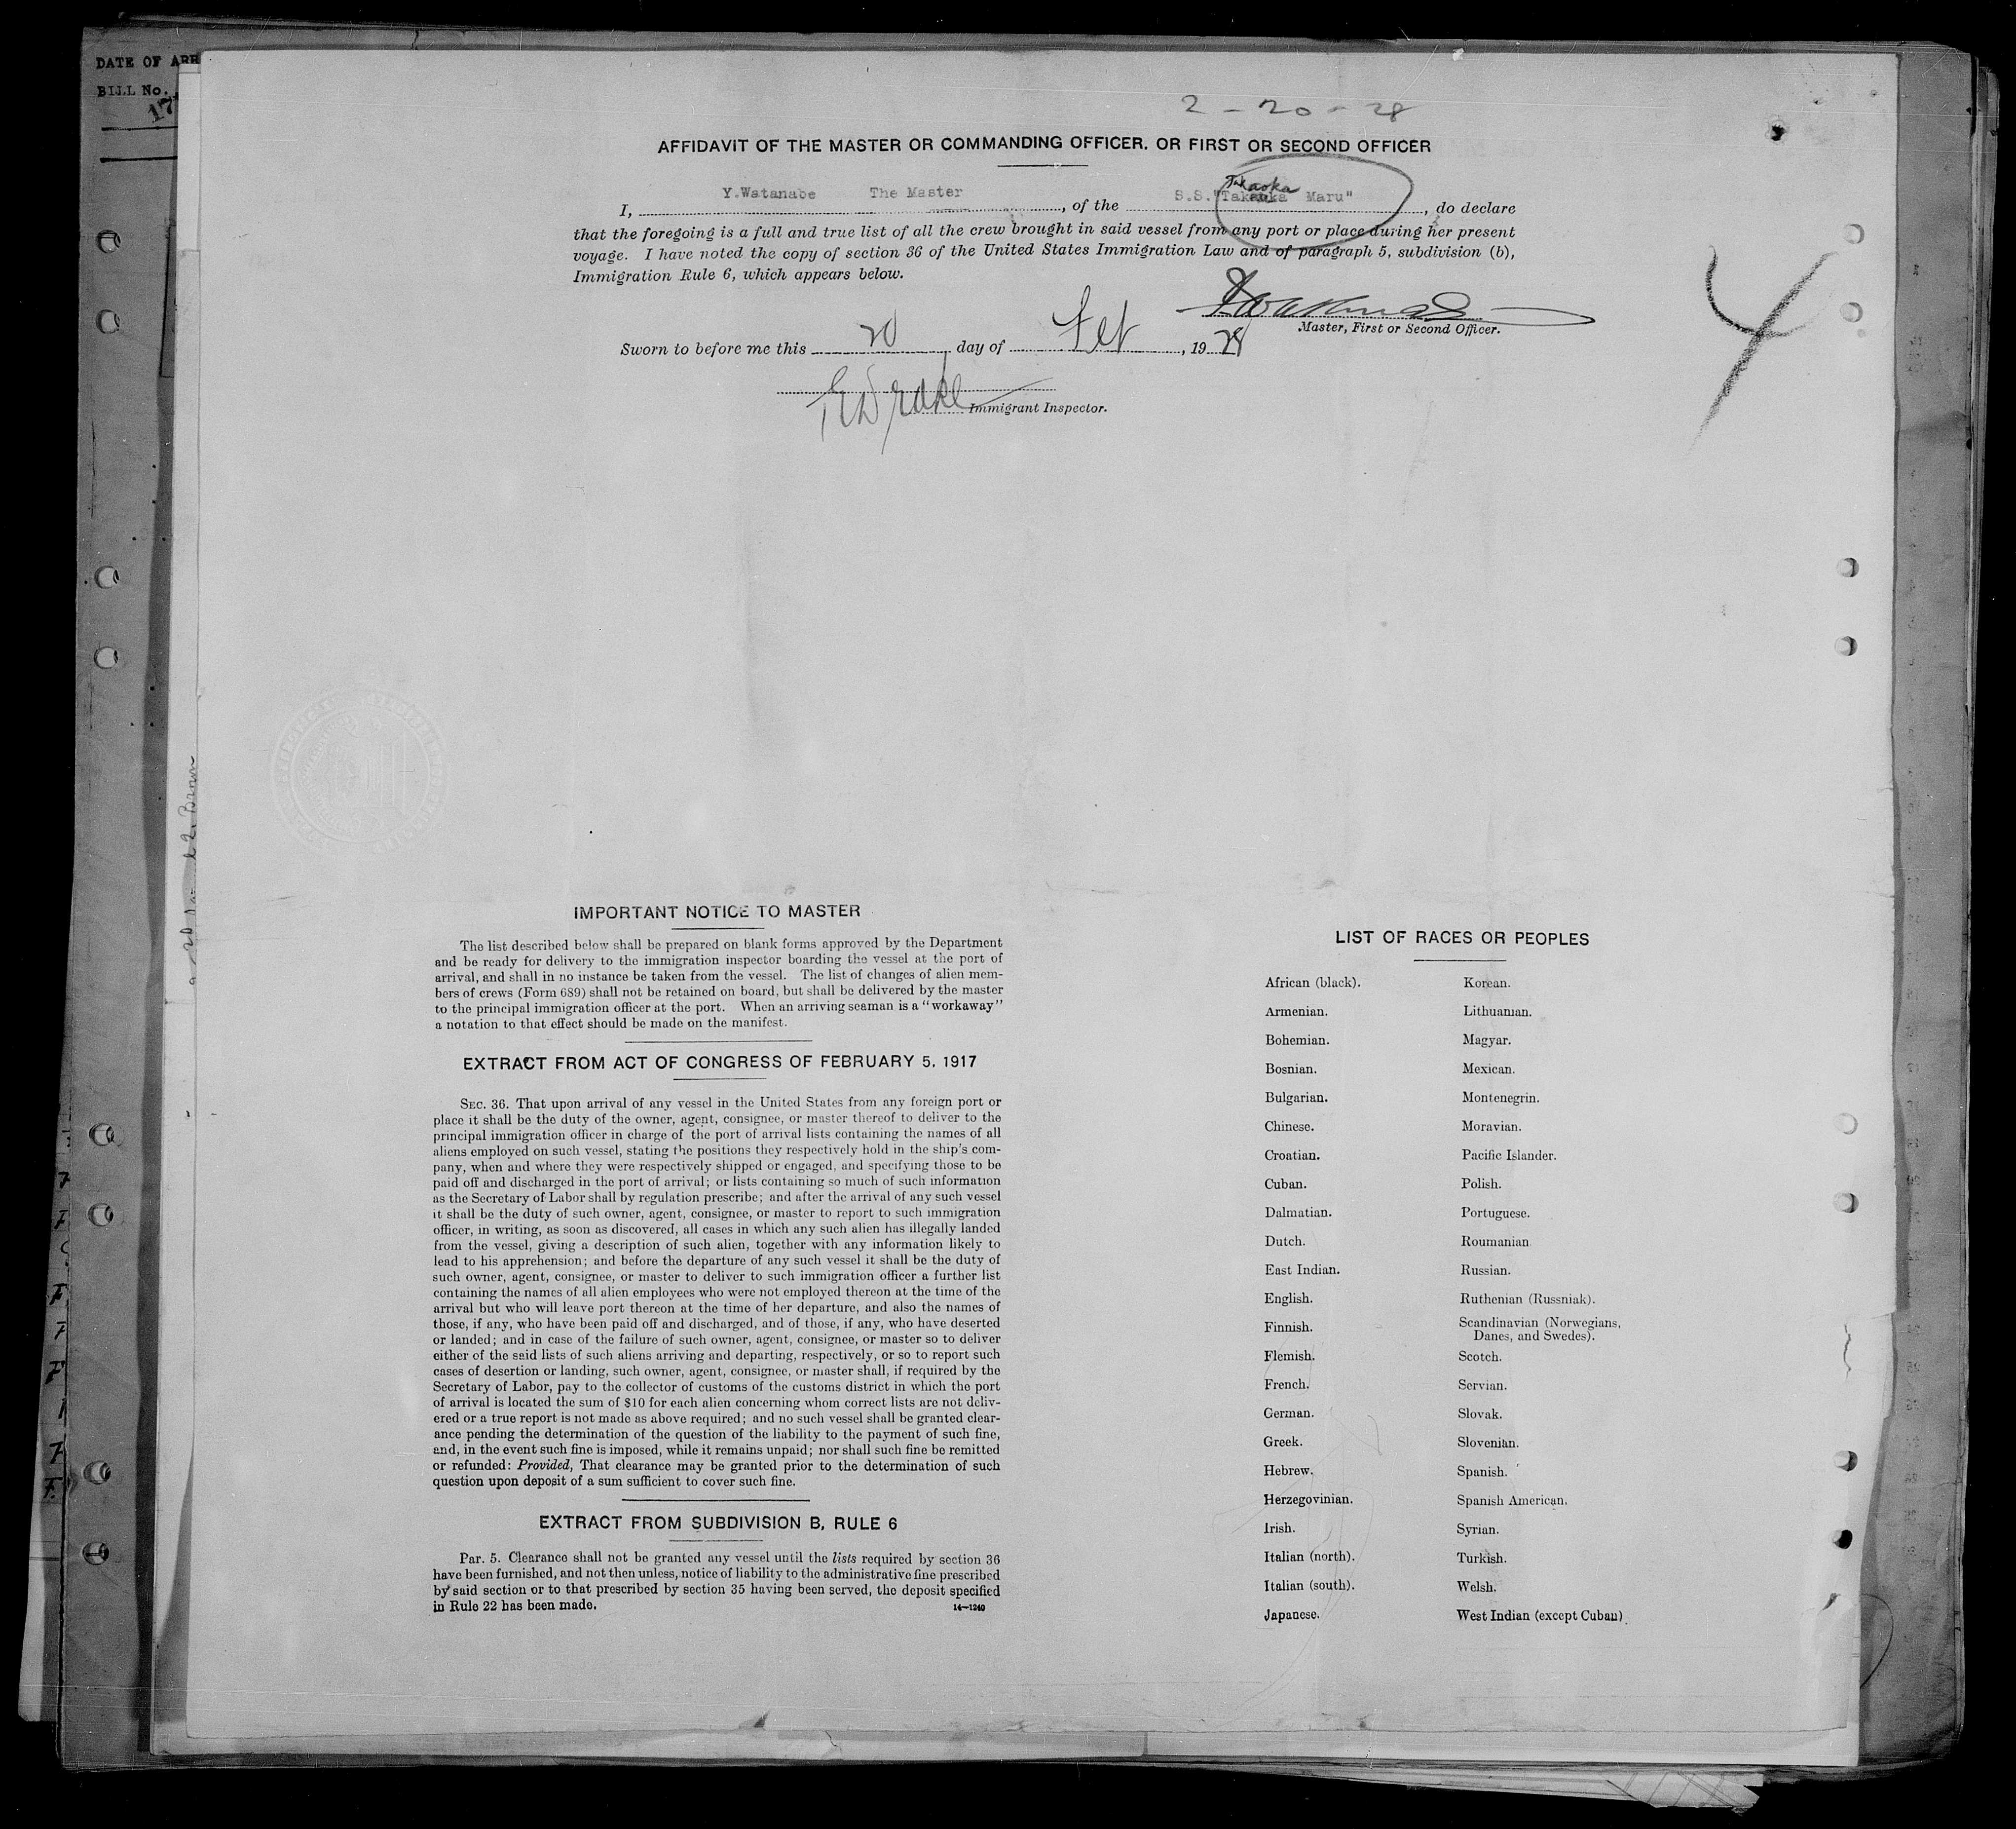 DATE OF ARR
BILL No.
17
2-20-28
AFFIDAVIT OF THE MASTER OR COMMANDING OFFICER, OR FIRST OR SECOND OFFICER
Takaoka
I, Y.Watanabe The Master, of the S.S."Takaoka Maru", do declare
that the foregoing is a full and true list of all the crew brought in said vessel from any port or place during her present
voyage. I have noted the copy of section 36 of the United States Immigration Law and of paragraph 5, subdivision (b),
Immigration Rule 6, which appears below.
Master, First or Second Officer.
Sworn to before me this 20 day of Feb, 1928
E Drake
Immigrant Inspector.
4
IMPORTANT NOTICE TO MASTER
The list described below shall be prepared on blank forms approved by the Department
and be ready for delivery to the immigration inspector boarding the vessel at the port of
arrival, and shall in no instance be taken from the vessel. The list of changes of alien mem-
bers of crews (Form 689) shall not be retained on board, but shall be delivered by the master
to the principal immigration officer at the port. When an arriving seaman is a "workaway"
a notation to that effect should be made on the manifest.
EXTRACT FROM ACT OF CONGRESS OF FEBRUARY 5, 1917
SEC. 36. That upon arrival of any vessel in the United States from any foreign port or
place it shall be the duty of the owner, agent, consignee, or master thereof to deliver to the
principal immigration officer in charge of the port of arrival lists containing the names of all
aliens employed on such vessel, stating the positions they respectively hold in the ship's com-
pany, when and where they were respectively shipped or engaged, and specifying those to be
paid off and discharged in the port of arrival; or lists containing so much of such information
as the Secretary of Labor shall by regulation prescribe; and after the arrival of any such vessel
it shall be the duty of such owner, agent, consignee, or master to report to such immigration
officer, in writing, as soon as discovered, all cases in which any such alien has illegally landed
from the vessel, giving a description of such alien, together with any information likely to
lead to his apprehension; and before the departure of any such vessel it shall be the duty of
such owner, agent, consignee, or master to deliver to such immigration officer a further list
containing the names of all alien employees who were not employed thereon at the time of the
arrival but who will leave port thereon at the time of her departure, and also the names of
those, if any, who have been paid off and discharged, and of those, if any, who have deserted
or landed; and in case of the failure of such owner, agent, consignee, or master so to deliver
either of the said lists of such aliens arriving and departing, respectively, or so to report such
cases of desertion or landing, such owner, agent, consignee, or master shall, if required by the
Secretary of Labor, pay to the collector of customs of the customs district in which the port
of arrival is located the sum of $10 for each alien concerning whom correct lists are not deliv-
ered or a true report is not made as above required; and no such vessel shall be granted clear-
ance pending the determination of the question of the liability to the payment of such fine,
and, in the event such fine is imposed, while it remains unpaid; nor shall such fine be remitted
or refunded: Provided, That clearance may be granted prior to the determination of such
question upon deposit of a sum sufficient to cover such fine.
EXTRACT FROM SUBDIVISION B, RULE 6
Par. 5. Clearance shall not be granted any vessel until the lists required by section 36
have been furnished, and not then unless, notice of liability to the administrative fine prescribed
by said section or to that prescribed by section 35 having been served, the deposit specified
in Rule 22 has been made.
14—1240
LIST OF RACES OR PEOPLES
African (black).
Armenian.
Bohemian.
Bosnian.
Bulgarian.
Chinese.
Croatian.
Cuban.
Dalmatian.
Dutch.
East Indian.
English.
Finnish.
Flemish.
French.
German.
Greek.
Hebrew.
Herzegovinian.
Irish.
Italian (north).
Italian (south).
Japanese.
Korean.
Lithuanian.
Magyar.
Mexican.
Montenegrin.
Moravian.
Pacific Islander.
Polish.
Portuguese.
Roumanian
Russian.
Ruthenian (Russniak).
Scandinavian (Norwegians,
Danes, and Swedes).
Scotch.
Servian.
Slovak.
Slovenian.
Spanish.
Spanish American.
Syrian.
Turkish.
Welsh.
West Indian (except Cuban)